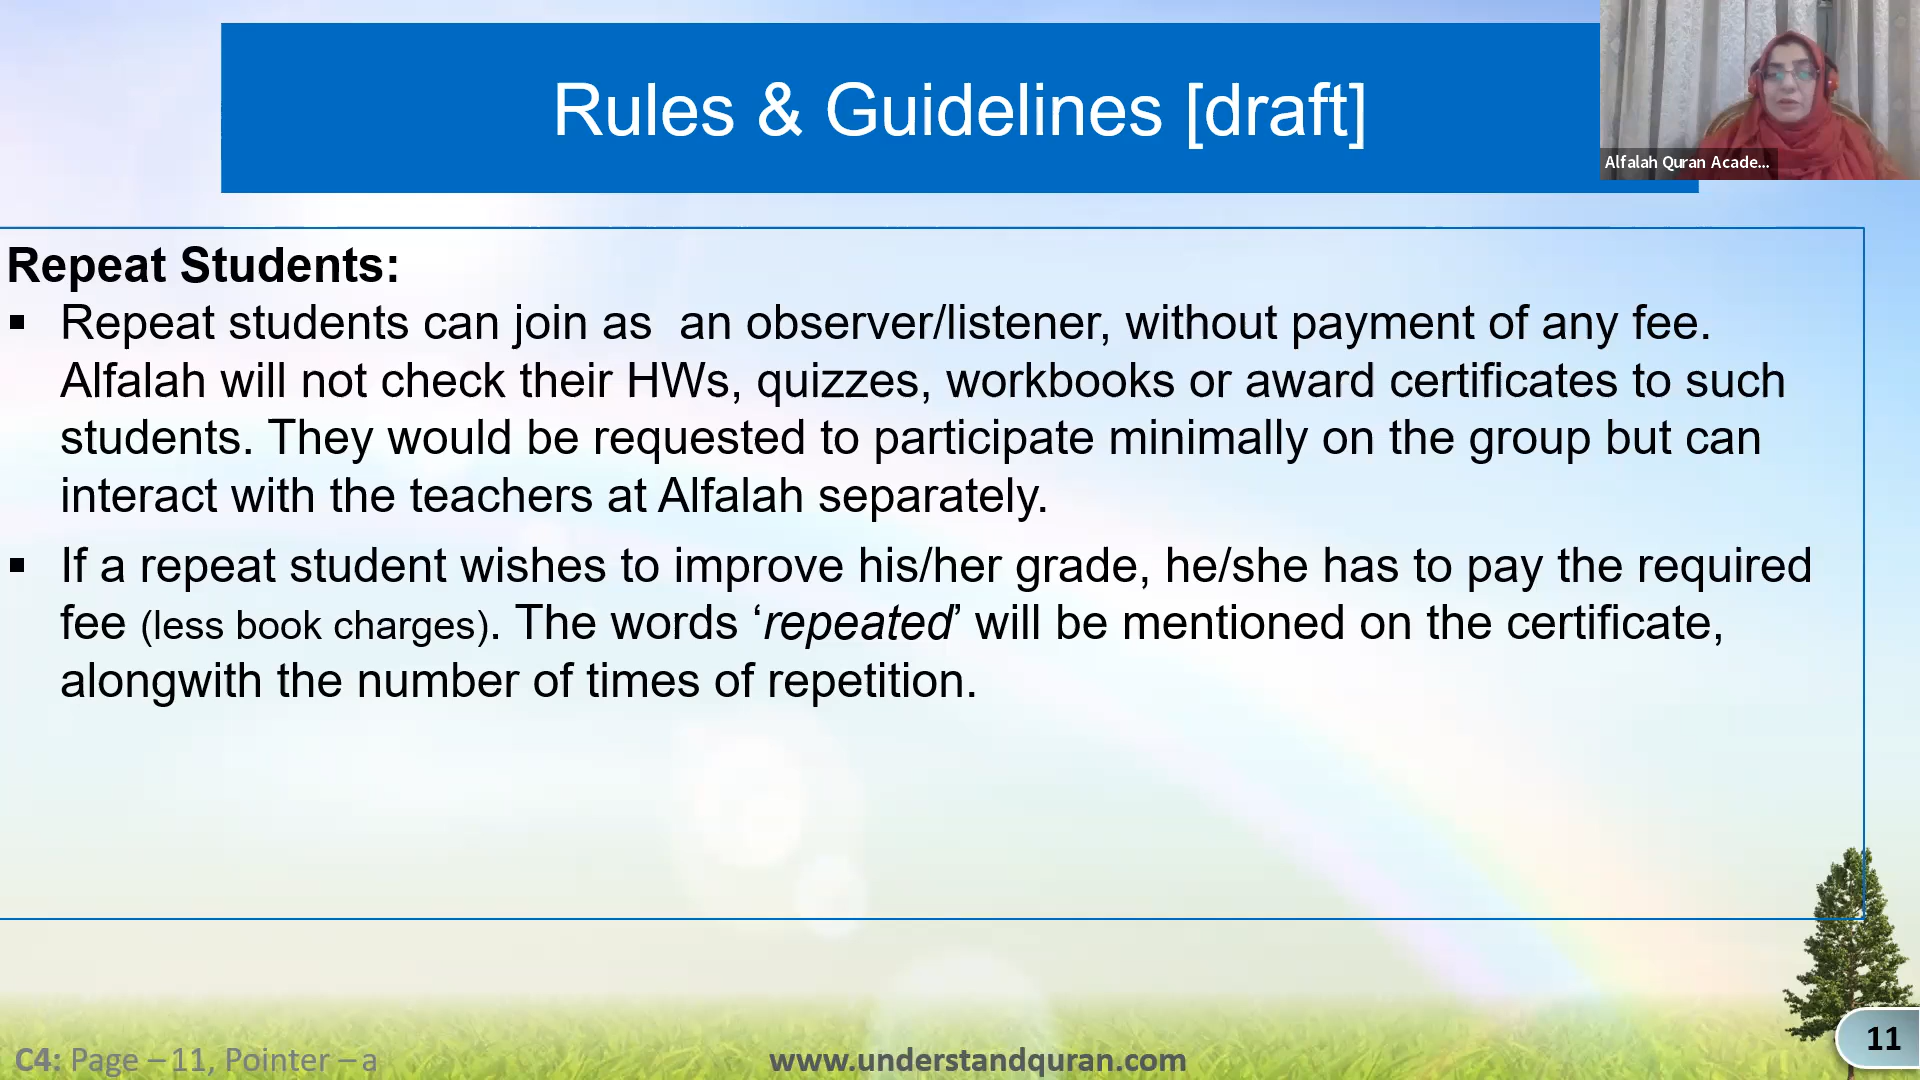 Rules & Guidelines [draft]
Alfalah Quran Acade...
Repeat Students:
▪ Repeat students can join as  an observer/listener, without payment of any fee.
Alfalah will not check their HWs, quizzes, workbooks or award certificates to such
students. They would be requested to participate minimally on the group but can
interact with the teachers at Alfalah separately.
▪ If a repeat student wishes to improve his/her grade, he/she has to pay the required
fee (less book charges). The words ‘repeated’ will be mentioned on the certificate,
alongwith the number of times of repetition.
C4: Page – 11, Pointer – a
www.understandquran.com
11